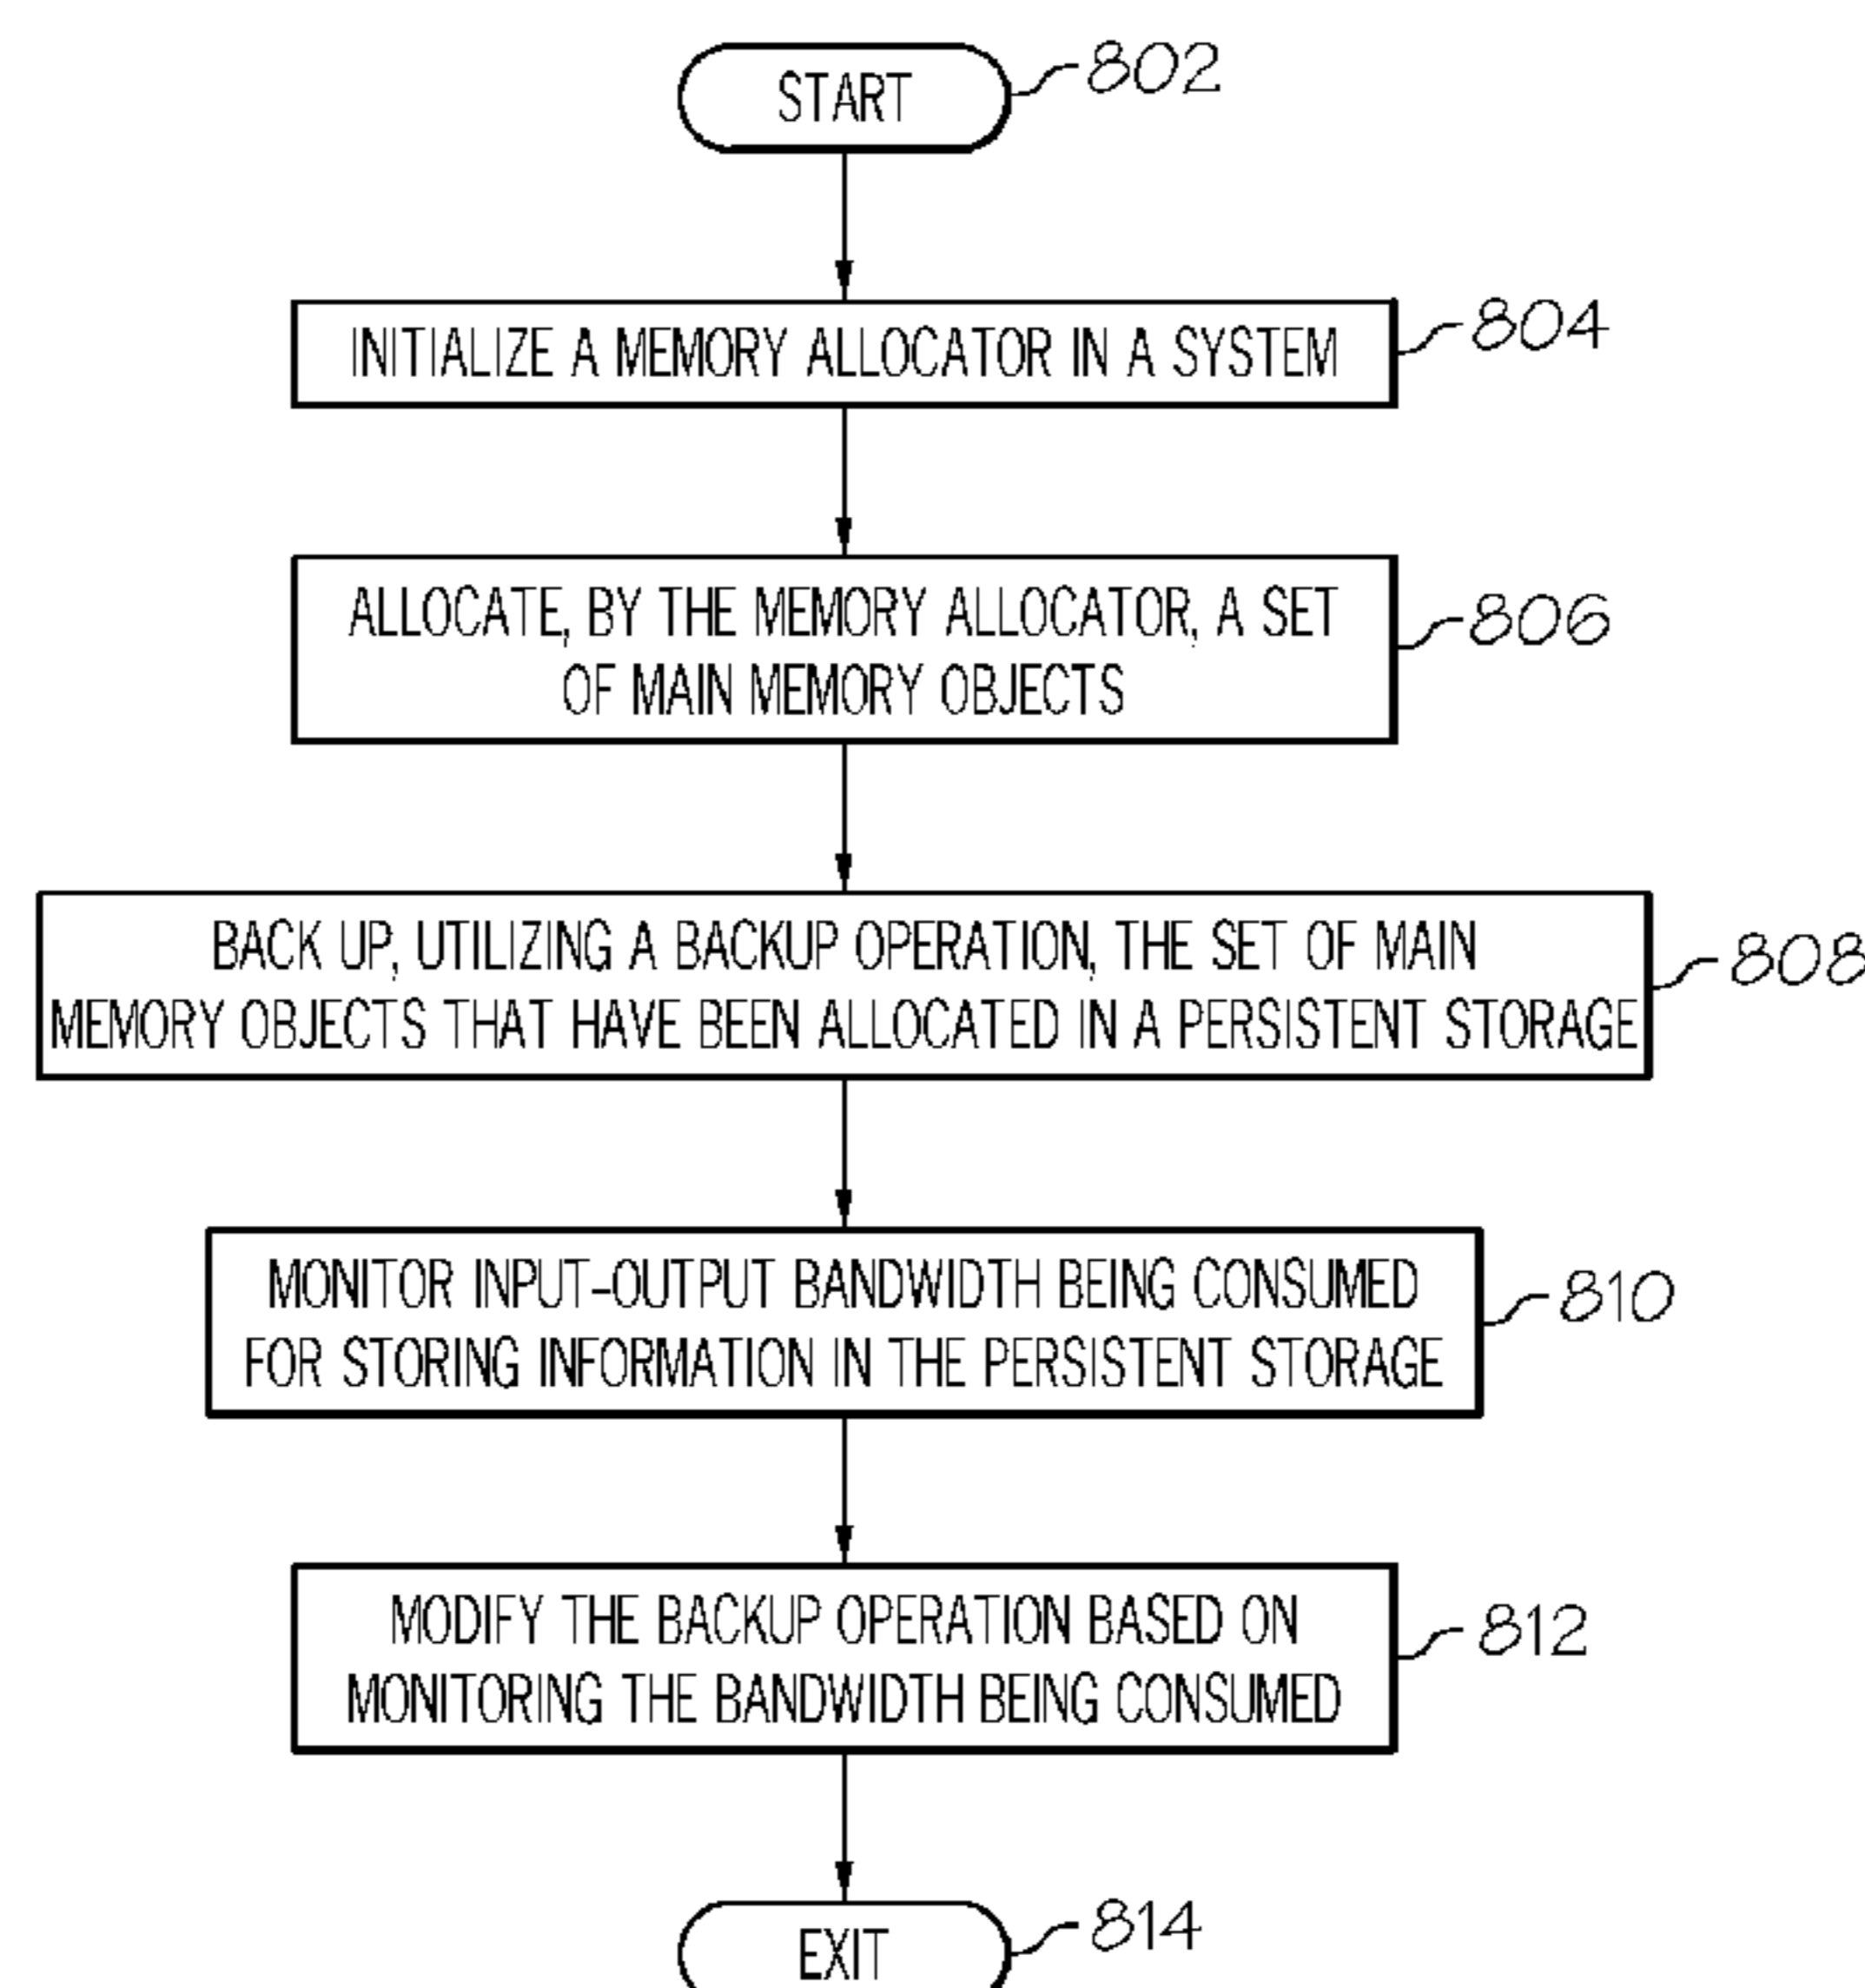 START
802
INITIALIZE A MEMORY ALLOCATOR IN A SYSTEM
804
ALLOCATE, BY THE MEMORY ALLOCATOR, A SET
OF MAIN MEMORY OBJECTS
806
BACK UP, UTILIZING A BACKUP OPERATION, THE SET OF MAIN
MEMORY OBJECTS THAT HAVE BEEN ALLOCATED IN A PERSISTENT STORAGE
808
MONITOR INPUT-OUTPUT BANDWIDTH BEING CONSUMED
FOR STORING INFORMATION IN THE PERSISTENT STORAGE
810
MODIFY THE BACKUP OPERATION BASED ON
MONITORING THE BANDWIDTH BEING CONSUMED
812
EXIT
814